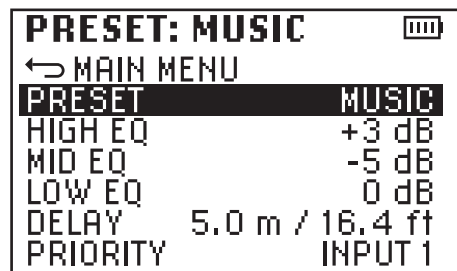 PRESET: MUSIC
MAIN MENU
PRESET MUSIC
HIGH EQ +3 dB
MID EQ -5 dB
LOW EQ 0 dB
DELAY 5.0 m / 16.4 ft
PRIORITY INPUT 1